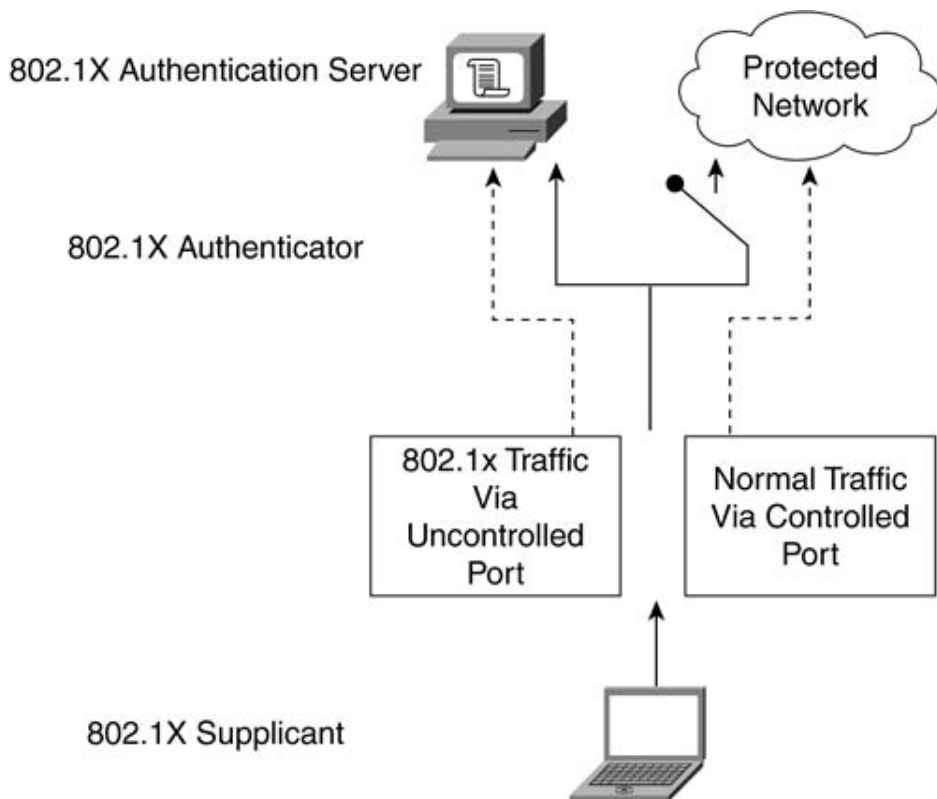 802.1X Authentication Server
Protected
Network
802.1X Authenticator
802.1x Traffic
Via
Uncontrolled
Port
Normal Traffic
Via Controlled
Port
802.1X Supplicant